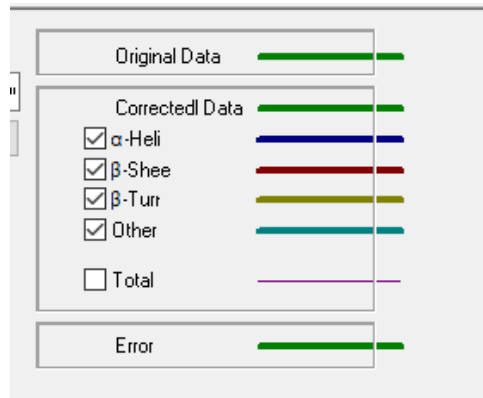 Original Data
Correctedl Data
α-Heli
β-Shee
β-Turr
Other
Total
Error